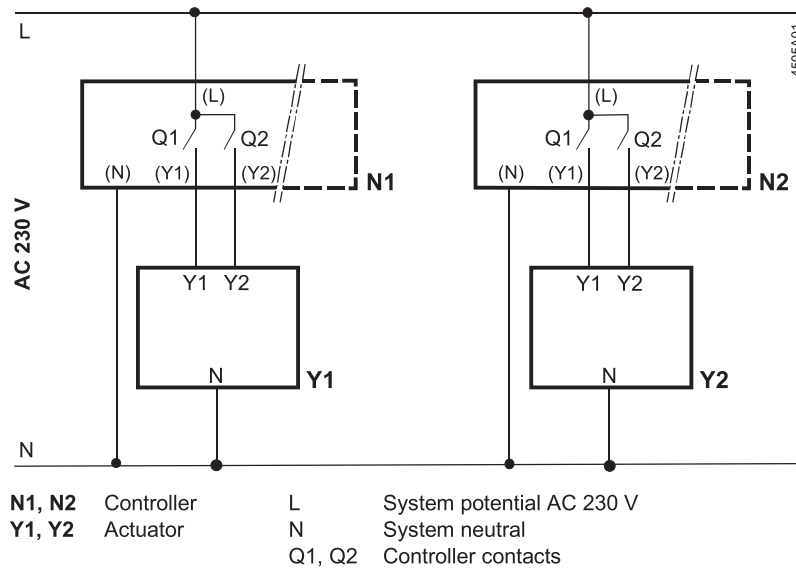 L
4595A01
(L) (L)
Q1 Q2 Q1 Q2
(N) (Y1) (Y2) N1 (N) (Y1) (Y2) N2
AC 230 V
Y1 Y2 Y1 Y2
N Y1 N Y2
N
N1, N2 Controller L System potential AC 230 V
Y1, Y2 Actuator N System neutral
Q1, Q2 Controller contacts